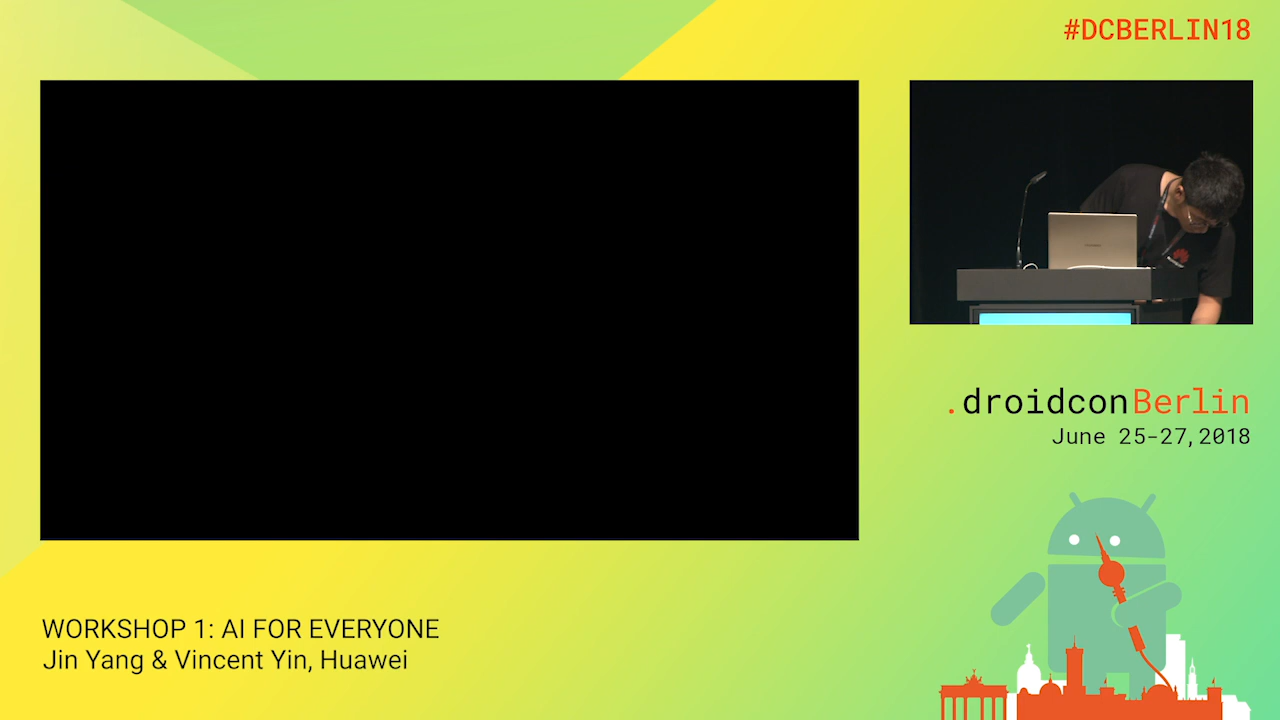 #DCBERLIN18
.droidconBerlin
June 25-27, 2018
WORKSHOP 1: AI FOR EVERYONE
Jin Yang & Vincent Yin, Huawei